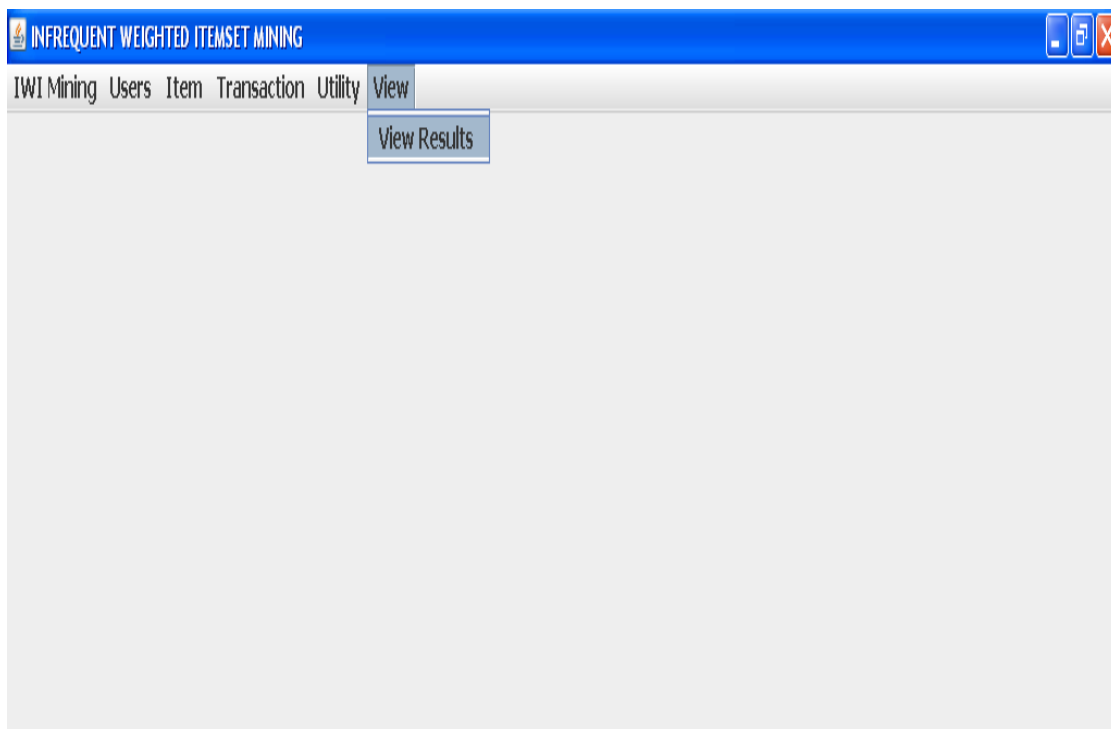 INFREQUENT WEIGHTED ITEMSET MINING
IWI Mining Users Item Transaction Utility View
View Results